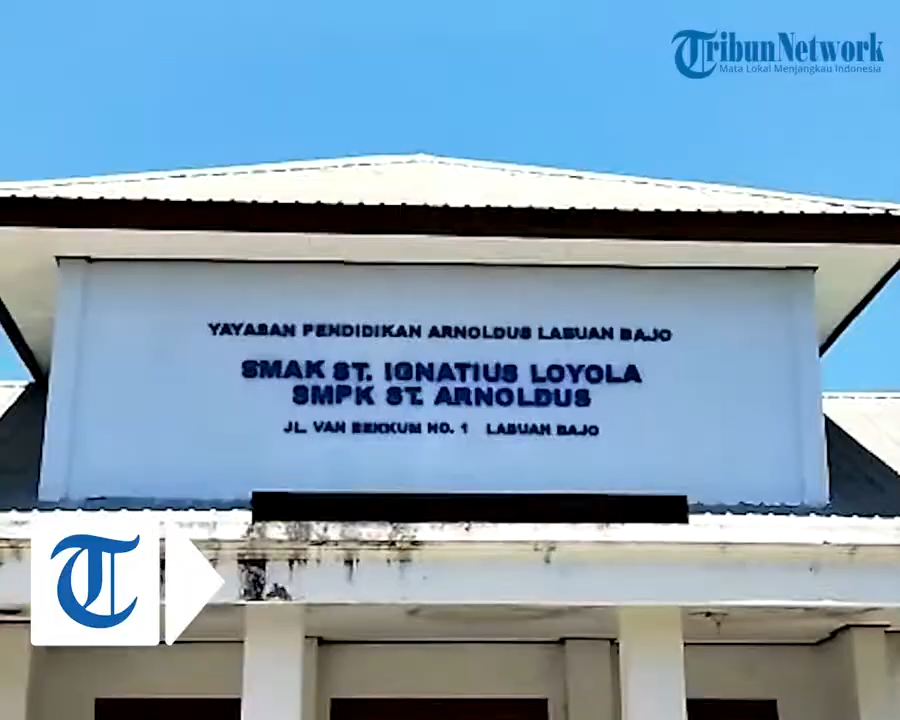 TribunNetwork
Mata Lokal Menjangkau Indonesia
YAYASAN PENDIDIKAN ARNOLDUS LABUAN BAJO
SMAK ST. IGNATIUS LOYOLA
SMPK ST. ARNOLDUS
JL. VAN BEKKUM NO. 1 LABUAN BAJO
T